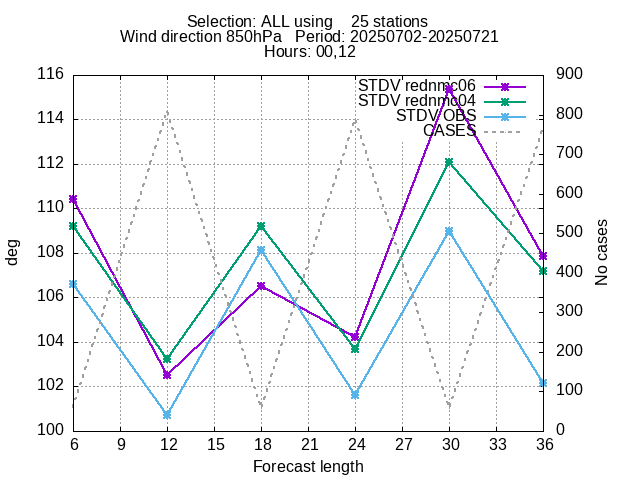 Selection: ALL using    25 stations
Wind direction 850hPa   Period: 20250702-20250721
Hours: 00,12
STDV rednmc06
STDV rednmc04
STDV OBS
CASES
116
114
112
110
108
106
104
102
100
deg
900
800
700
600
500
400
300
200
100
0
No cases
6 9 12 15 18 21 24 27 30 33 36
Forecast length